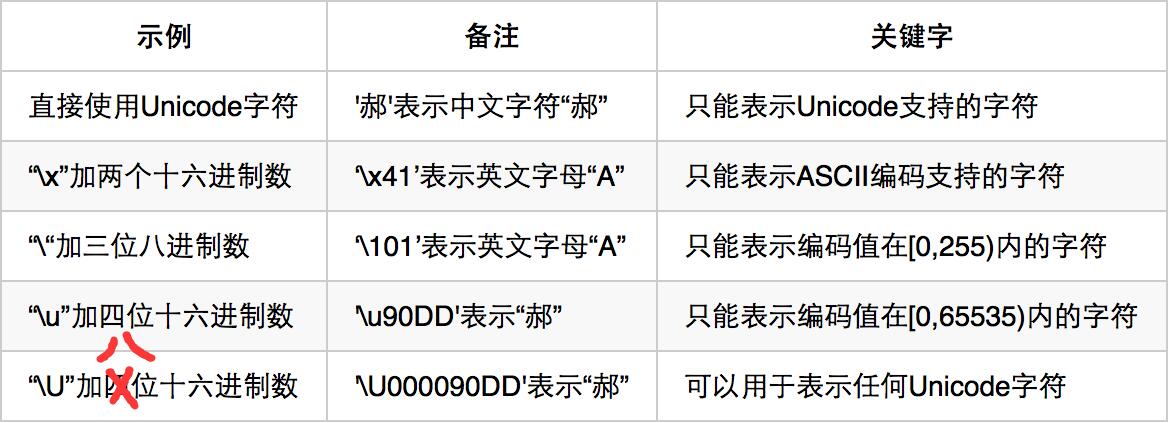 示例 备注 关键字
直接使用Unicode字符 '郝'表示中文字符“郝” 只能表示Unicode支持的字符
“\x”加两个十六进制数 ‘\x41’表示英文字母“A” 只能表示ASCII编码支持的字符
“\“加三位八进制数 ‘\101’表示英文字母“A” 只能表示编码值在[0,255)内的字符
“\u”加四位十六进制数 '\u90DD'表示“郝” 只能表示编码值在[0,65535)内的字符
八
“\U”加四位十六进制数 '\U000090DD'表示“郝” 可以用于表示任何Unicode字符